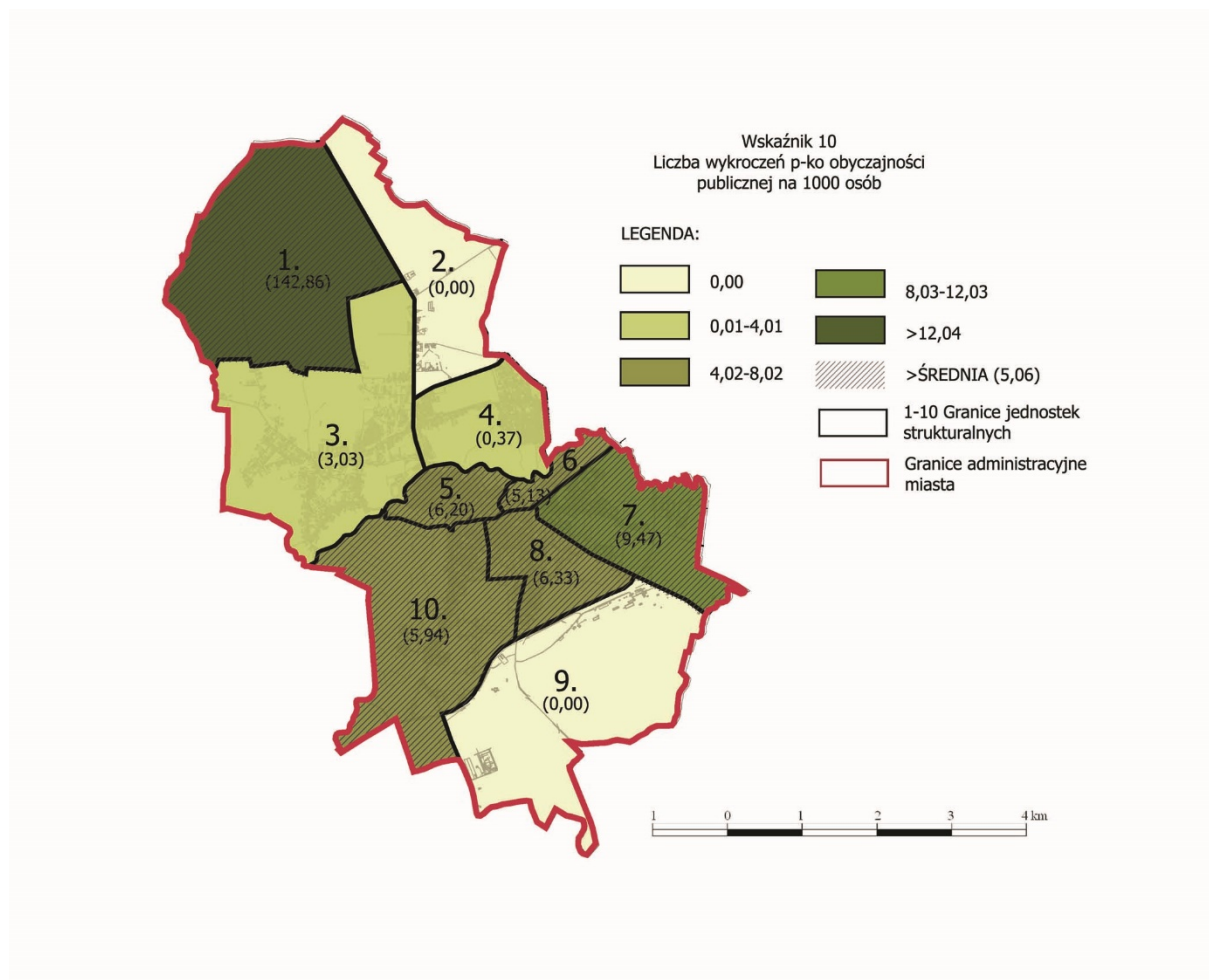 Wskaźnik 10
Liczba wykroczeń p-ko obyczajności
publicznej na 1000 osób
LEGENDA:
0,00
0,01-4,01
4,02-8,02
8,03-12,03
>12,04
>ŚREDNIA (5,06)
1-10 Granice jednostek
strukturalnych
Granice administracyjne
miasta
1.
(142,86)
2.
(0,00)
3.
(3,03)
4.
(0,37)
5.
(6,20)
6.
(5,13)
7.
(9,47)
8.
(6,33)
9.
(0,00)
10.
(5,94)
1 0 1 2 3 4 km